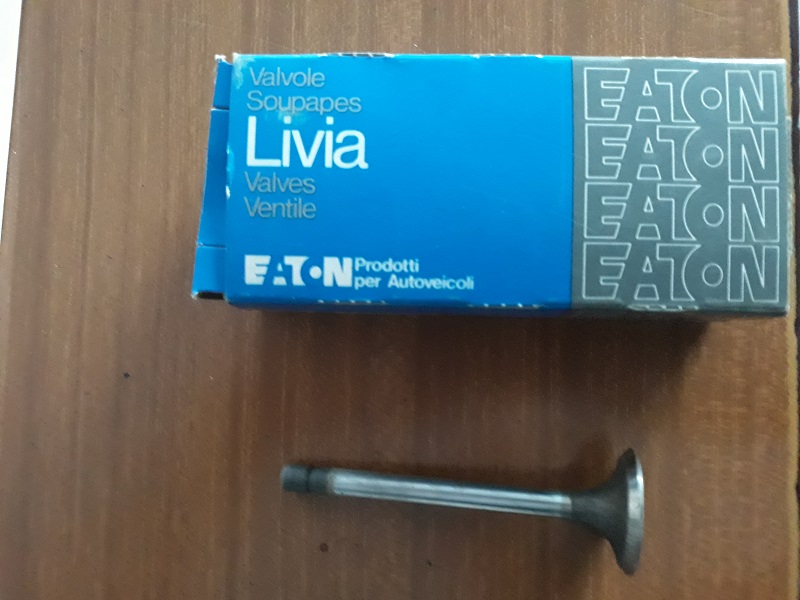 Valvole
Soupapes
Livia
Valves
Ventile
EATON Prodotti
per Autoveicoli
EATON
EATON
EATON
EATON